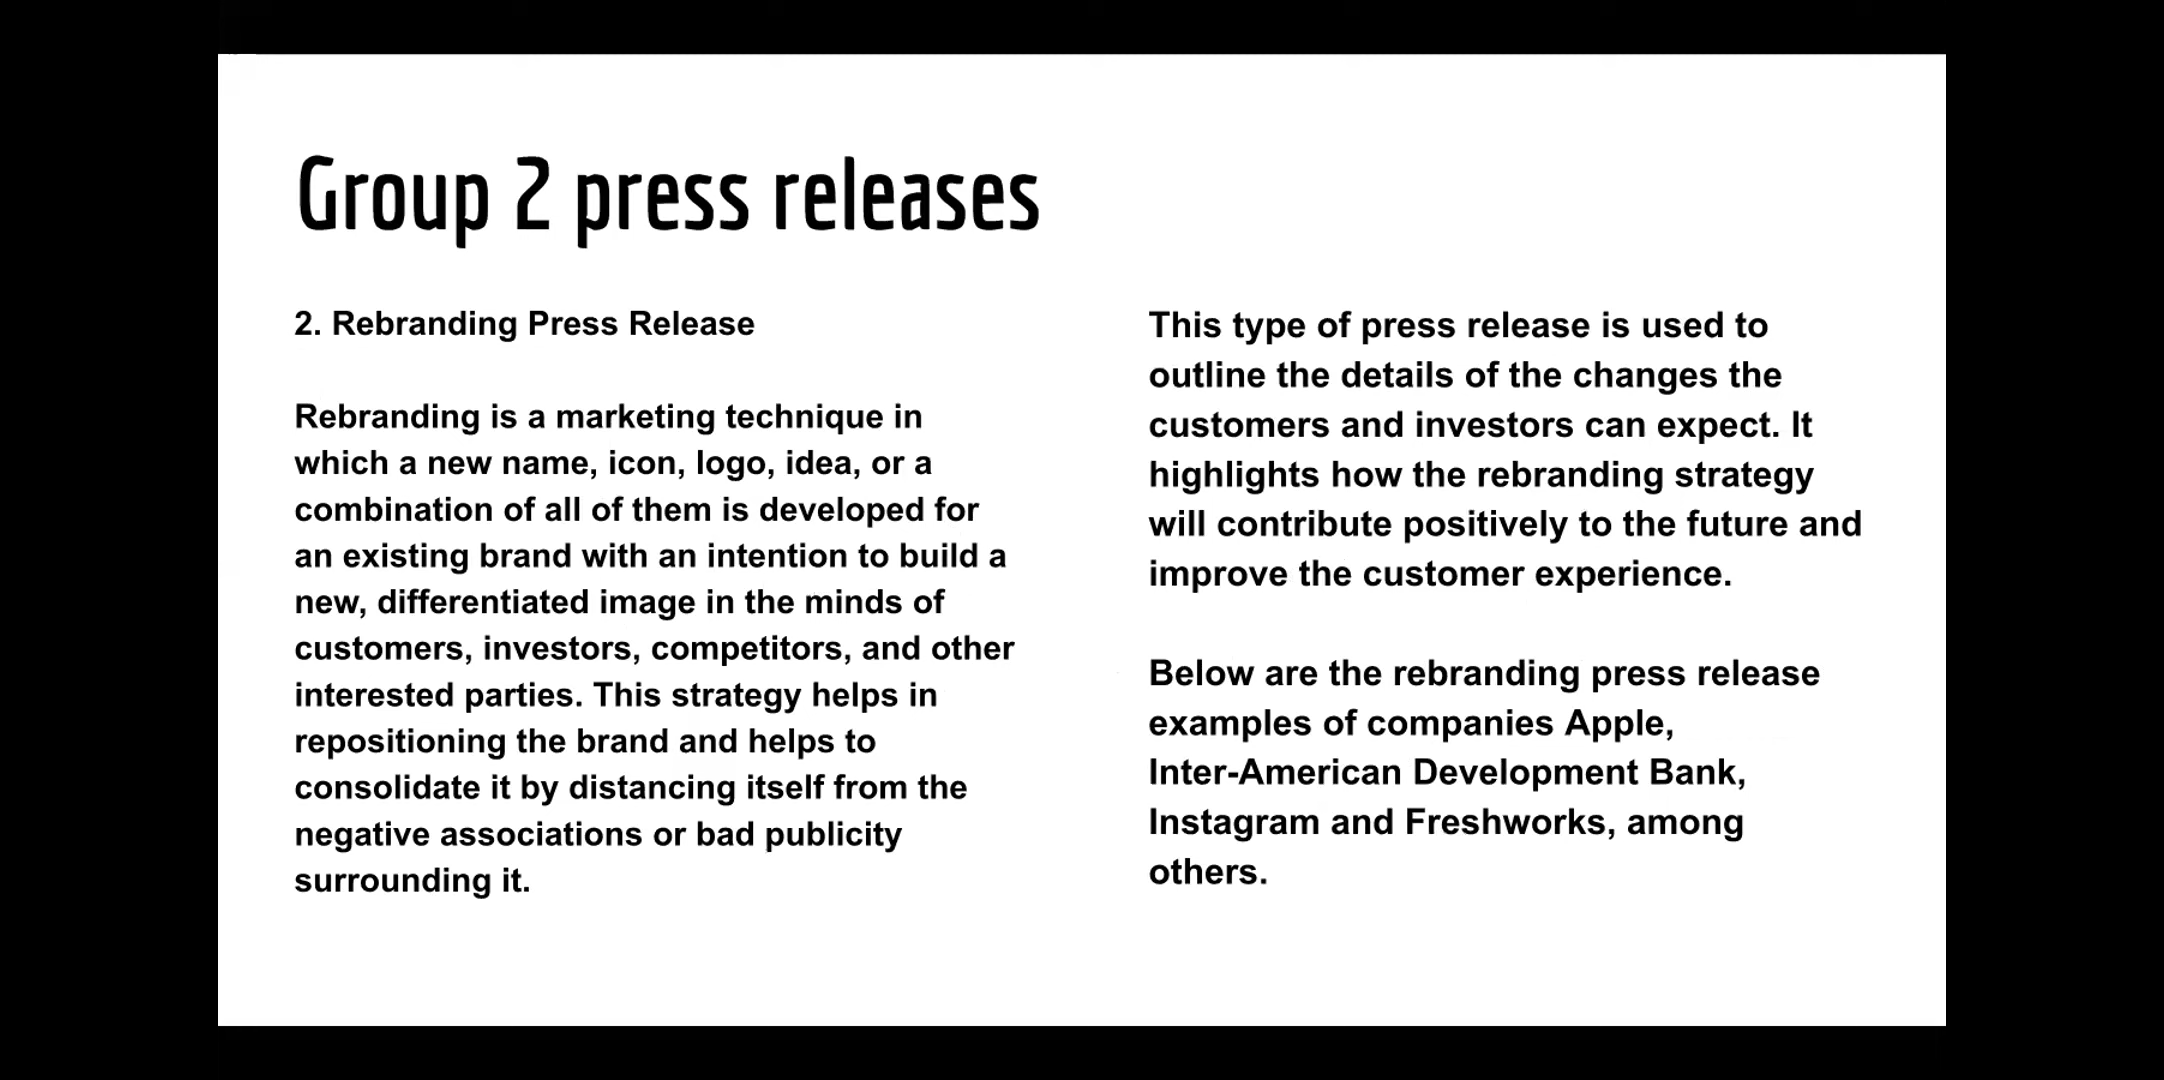 Group 2 press releases
2. Rebranding Press Release
Rebranding is a marketing technique in
which a new name, icon, logo, idea, or a
combination of all of them is developed for
an existing brand with an intention to build a
new, differentiated image in the minds of
customers, investors, competitors, and other
interested parties. This strategy helps in
repositioning the brand and helps to
consolidate it by distancing itself from the
negative associations or bad publicity
surrounding it.
This type of press release is used to
outline the details of the changes the
customers and investors can expect. It
highlights how the rebranding strategy
will contribute positively to the future and
improve the customer experience.
Below are the rebranding press release
examples of companies Apple,
Inter-American Development Bank,
Instagram and Freshworks, among
others.